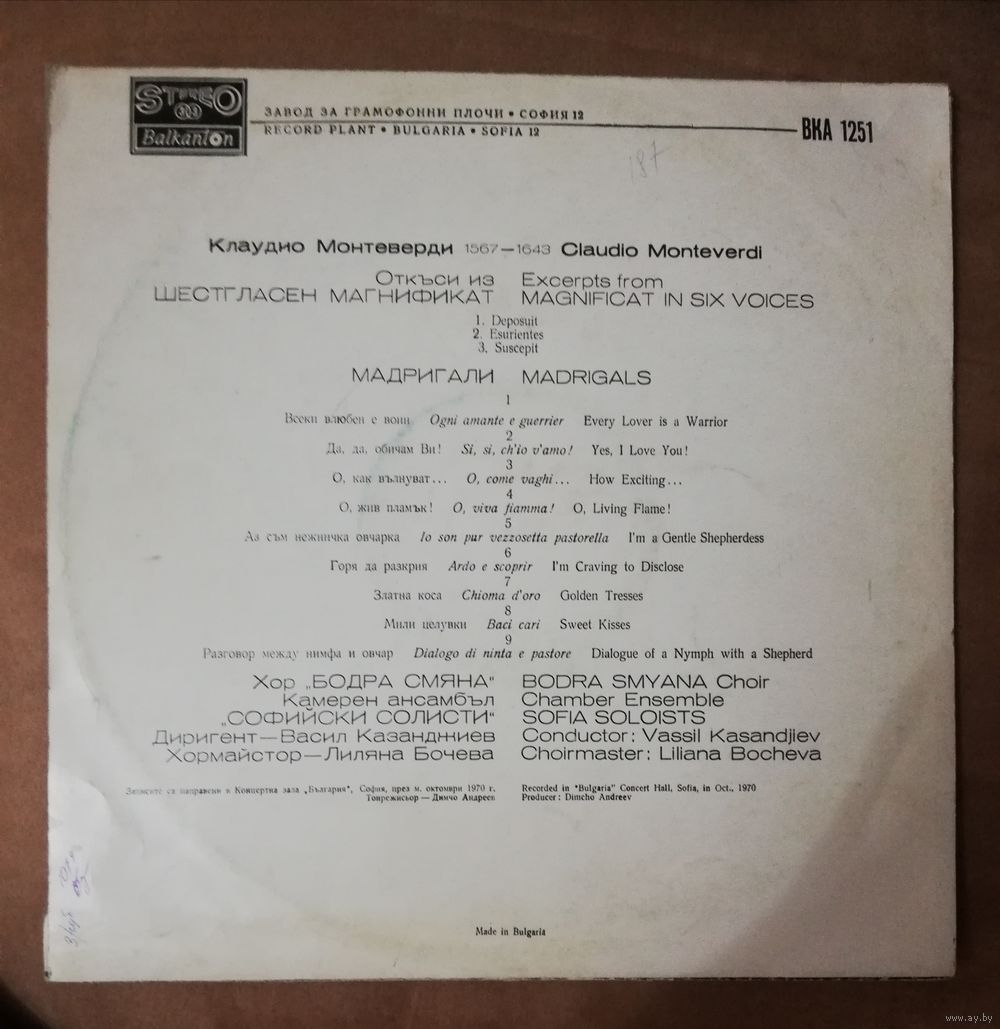 STEREO
33
Balkanton
ЗАВОД ЗА ГРАМОФОННИ ПЛОЧИ • СОФИЯ 12
RECORD PLANT • BULGARIA • SOFIA 12
ВКА 1251
187
Клаудио Монтеверди 1567—1643 Claudio Monteverdi
Откъси из Excerpts from
ШЕСТГЛАСЕН МАГНИФИКАТ MAGNIFICAT IN SIX VOICES
1. Deposuit
2. Esurientes
3. Suscepit
МАДРИГАЛИ MADRIGALS
1
Всеки влюбен е воин Ogni amante e guerrier Every Lover is a Warrior
2
Да, да, обичам Ви! Si, si, ch'io v'amo! Yes, I Love You!
3
О, как вълнуват... O, come vaghi... How Exciting...
4
О, жив пламък! O, viva fiamma! O, Living Flame!
5
Аз съм нежничка овчарка Io son pur vezzosetta pastorella I'm a Gentle Shepherdess
6
Горя да разкрия Ardo e scoprir I'm Craving to Disclose
7
Златна коса Chioma d'oro Golden Tresses
8
Мили целувки Baci cari Sweet Kisses
9
Разговор между нимфа и овчар Dialogo di ninta e pastore Dialogue of a Nymph with a Shepherd
Хор „БОДРА СМЯНА" BODRA SMYANA Choir
Камерен ансамбъл Chamber Ensemble
„СОФИЙСКИ СОЛИСТИ" SOFIA SOLOISTS
Диригент—Васил Казанджиев Conductor: Vassil Kasandjiev
Хормайстор—Лиляна Бочева Choirmaster: Liliana Bocheva
Записите са направени в Концертна зала „България", София, през м. октомври 1970 г. Recorded in "Bulgaria" Concert Hall, Sofia, in Oct., 1970
Тонрежисьор — Димчо Андреев Producer: Dimcho Andreev
Made in Bulgaria
www.ay.by